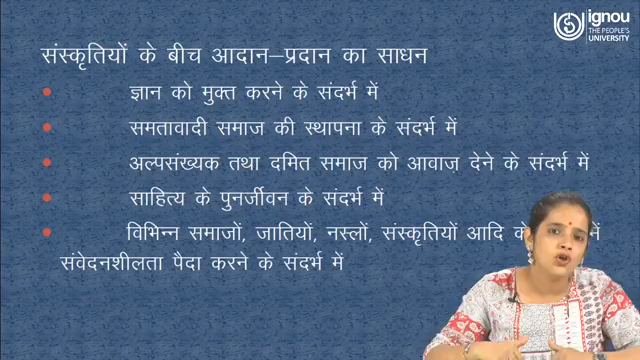 ignou
THE PEOPLE'S
UNIVERSITY
संस्कृतियों के बीच आदान–प्रदान का साधन
ज्ञान को मुक्त करने के संदर्भ में
समतावादी समाज की स्थापना के संदर्भ में
अल्पसंख्यक तथा दमित समाज को आवाज़ देने के संदर्भ में
साहित्य के पुनर्जीवन के संदर्भ में
विभिन्न समाजों, जातियों, नस्लों, संस्कृतियों आदि में
संवेदनशीलता पैदा करने के संदर्भ में